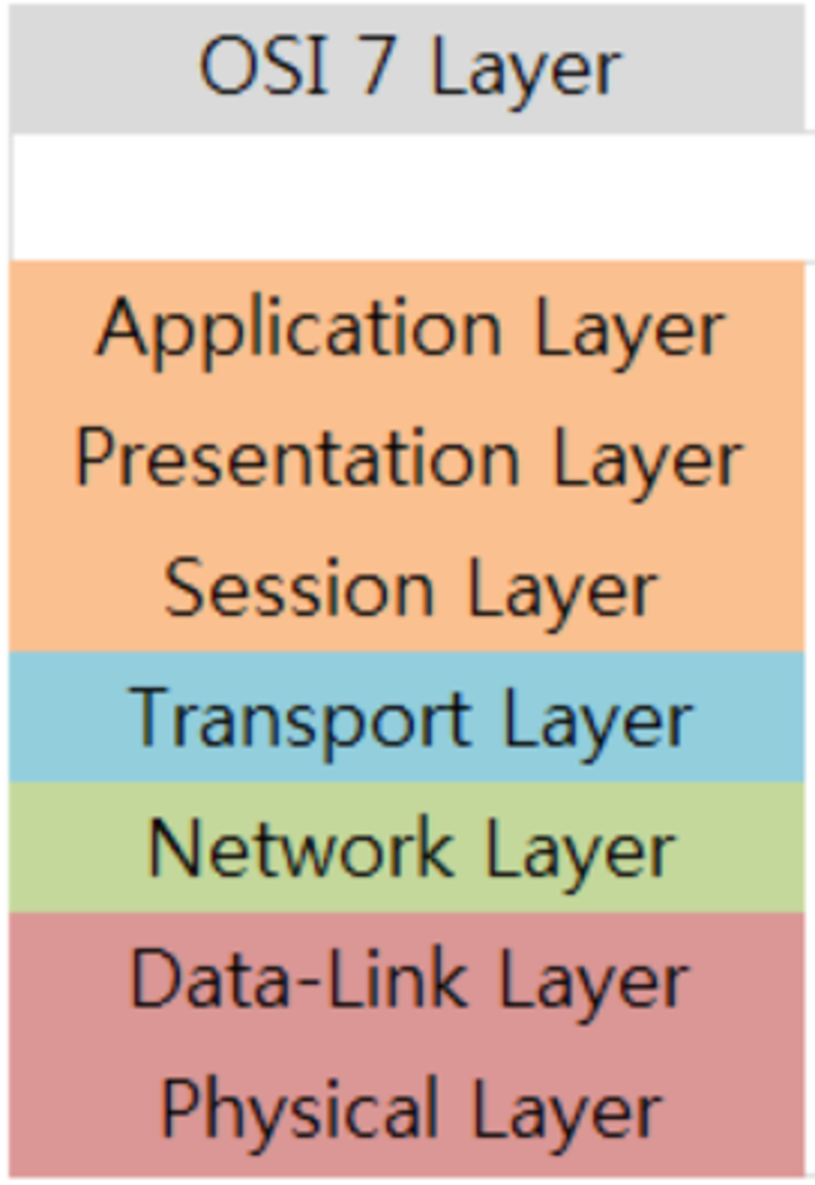 OSI 7 Layer
Application Layer
Presentation Layer
Session Layer
Transport Layer
Network Layer
Data-Link Layer
Physical Layer